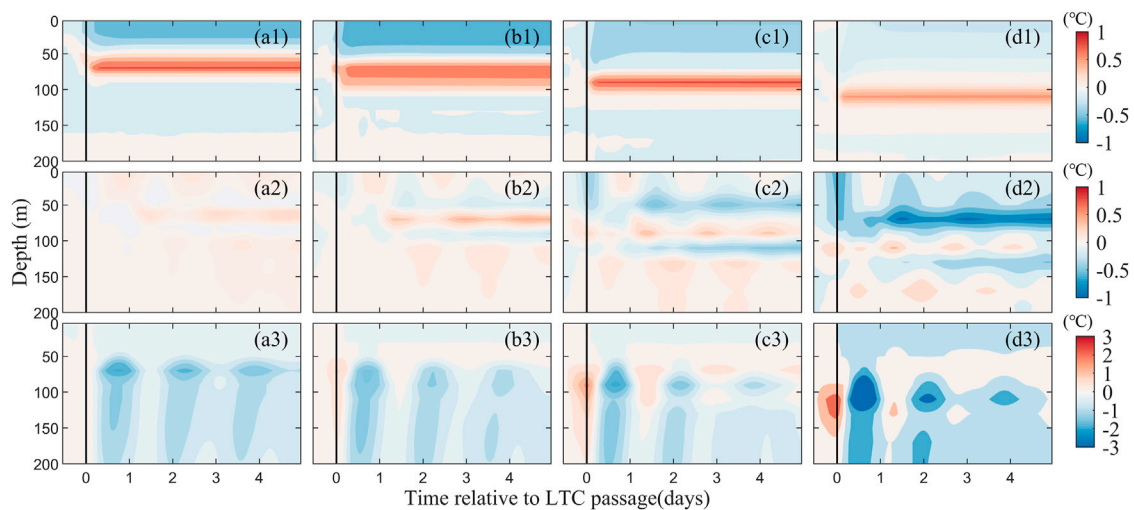 (℃)
0
50
100
150
200
(a1)
(b1)
(c1)
(d1)
1
0.5
0
-0.5
-1
(℃)
Depth (m)
0
50
100
150
200
(a2)
(b2)
(c2)
(d2)
1
0.5
0
-0.5
-1
(℃)
0
50
100
150
200
(a3)
(b3)
(c3)
(d3)
3
2
1
0
-1
-2
-3
0 1 2 3 4 0 1 2 3 4 0 1 2 3 4 0 1 2 3 4
Time relative to LTC passage(days)